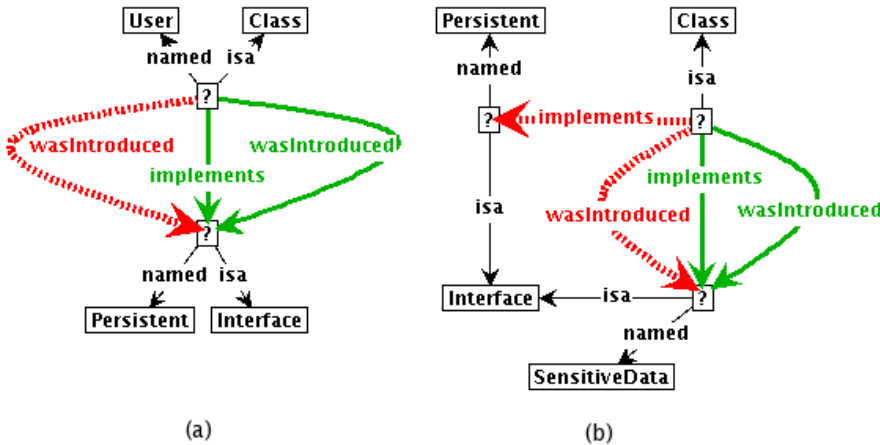 User
Class
named
isa
?
wasIntroduced
wasIntroduced
implements
?
named
isa
Persistent
Interface
(a)
Persistent
Class
named
isa
?
implements
?
implements
isa
wasIntroduced
wasIntroduced
Interface
isa
?
named
SensitiveData
(b)